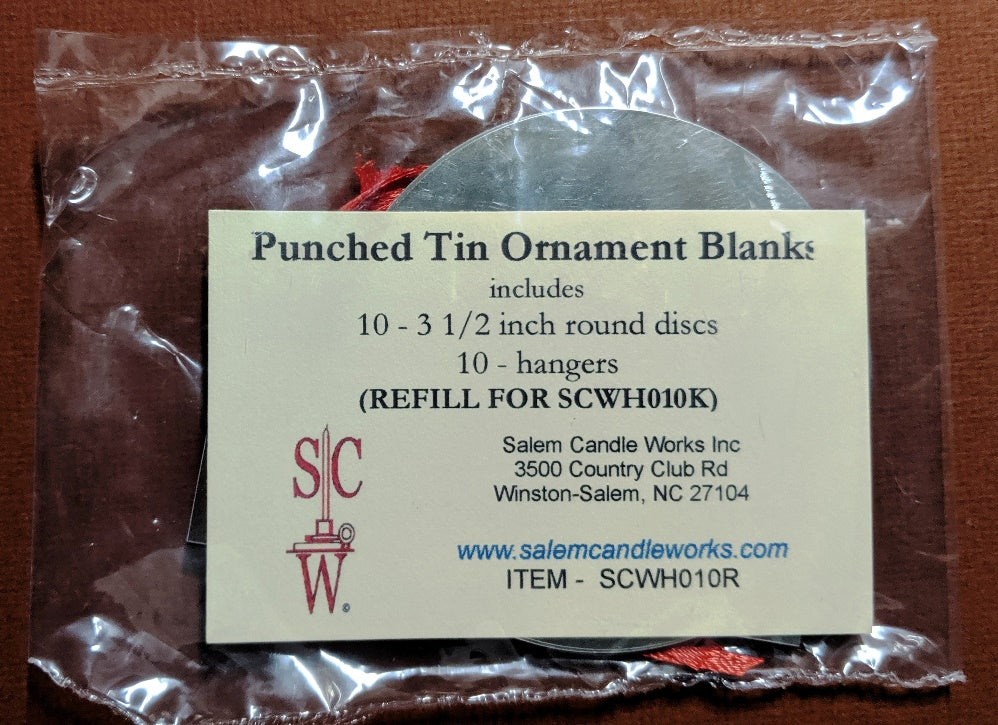 Punched Tin Ornament Blanks
includes
10 - 3 1/2 inch round discs
10 - hangers
(REFILL FOR SCWH010K)
Salem Candle Works Inc
3500 Country Club Rd
Winston-Salem, NC 27104
www.salemcandleworks.com
ITEM - SCWH010R
SC
W©